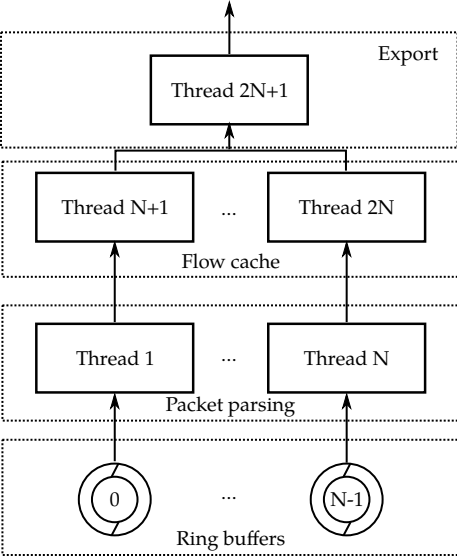 Export
Thread 2N+1
Thread N+1 ... Thread 2N
Flow cache
Thread 1 ... Thread N
Packet parsing
0 ... N-1
Ring buffers